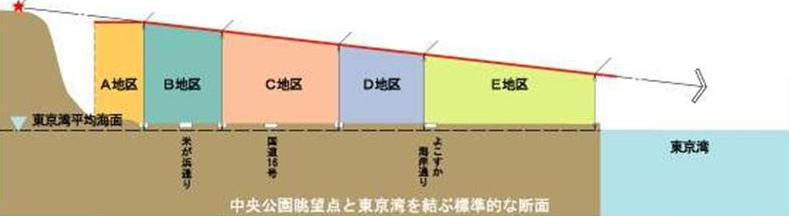 A地区
B地区
C地区
D地区
E地区
東京湾平均海面
米が浜通り
国道16号
よこすか
海岸通り
東京湾
中央公園眺望点と東京湾を結ぶ標準的な断面